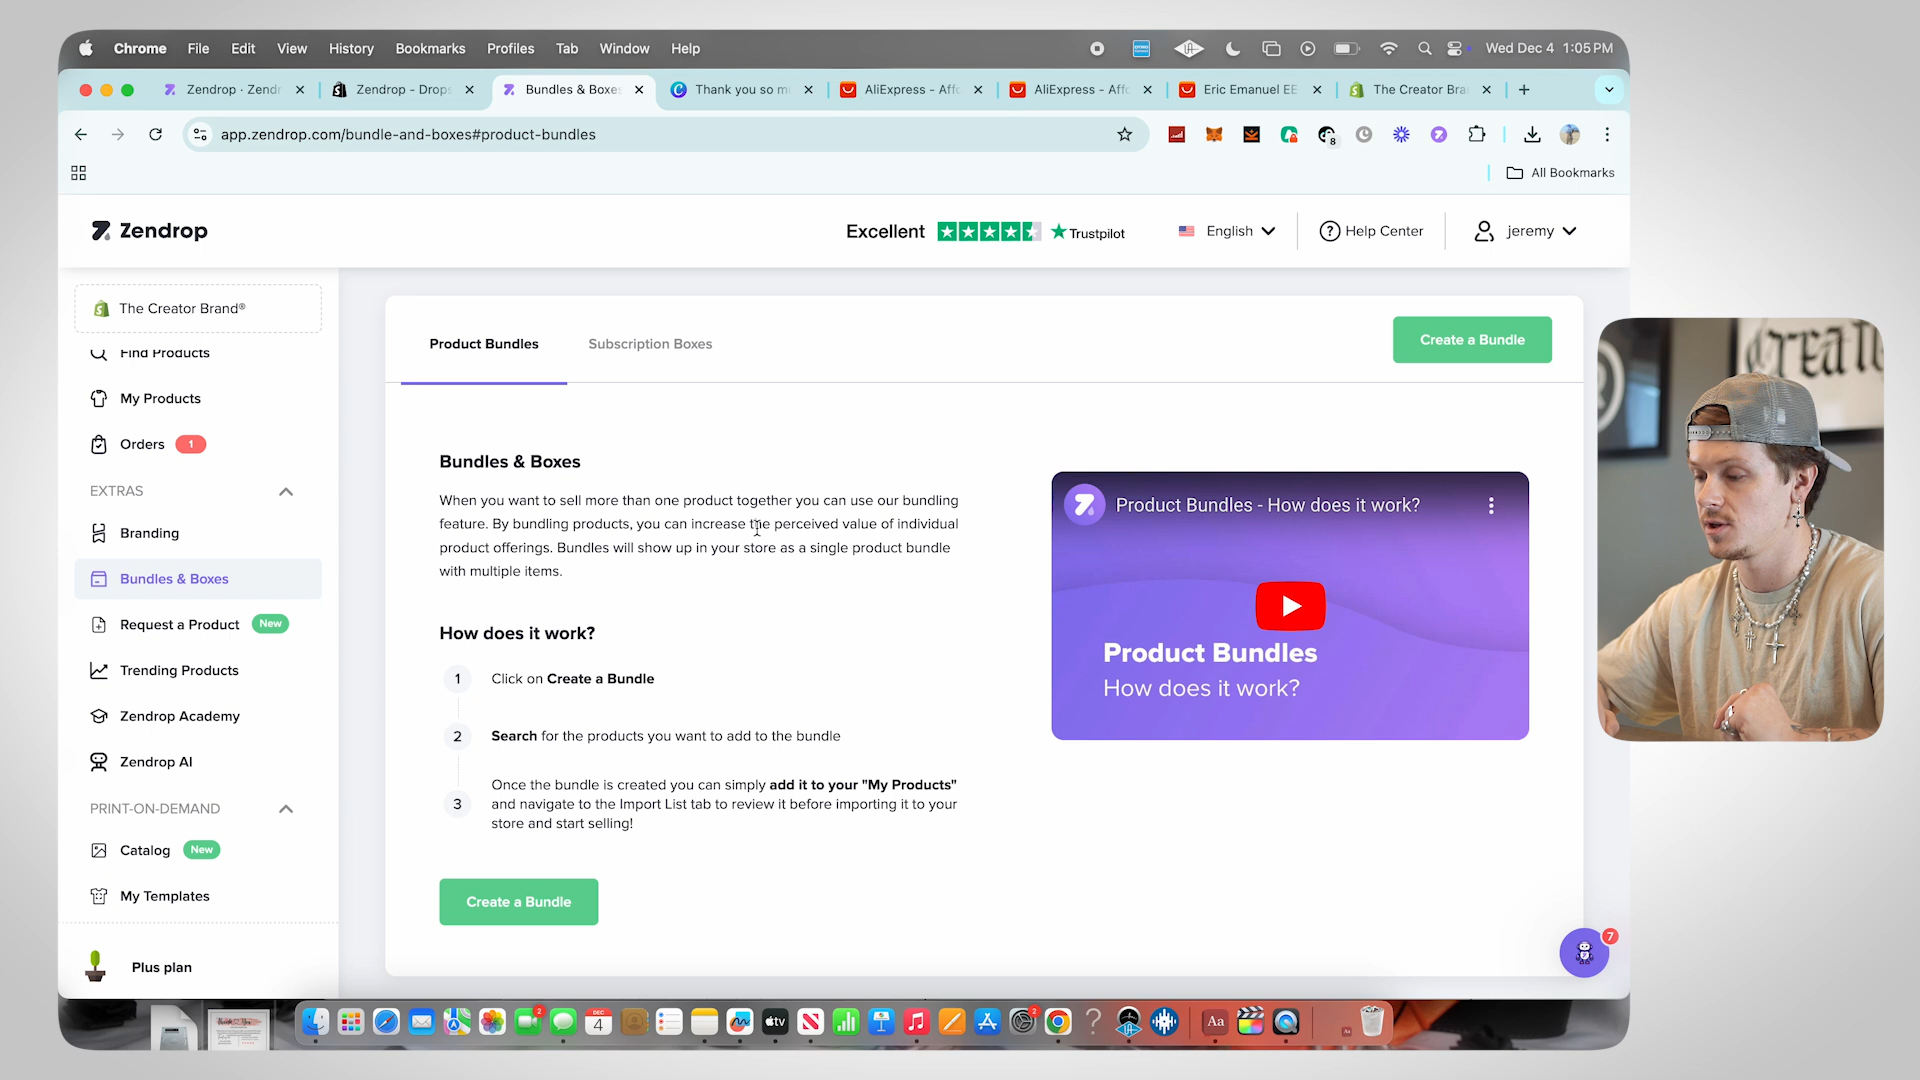 Chrome File Edit View History Bookmarks Profiles Tab Window Help
Wed Dec 4 1:05 PM
Zendrop · Zendr
Zendrop - Drops
Bundles & Boxes
Thank you so m
AliExpress - Affo
AliExpress - Affo
Eric Emanuel EE
The Creator Bra
app.zendrop.com/bundle-and-boxes#product-bundles
8
All Bookmarks
Zendrop
Excellent
Trustpilot
English
Help Center
jeremy
The Creator Brand®
Find Products
My Products
Orders 1
EXTRAS
Branding
Bundles & Boxes
Request a Product New
Trending Products
Zendrop Academy
Zendrop AI
PRINT-ON-DEMAND
Catalog New
My Templates
Plus plan
Product Bundles
Subscription Boxes
Create a Bundle
Bundles & Boxes
When you want to sell more than one product together you can use our bundling
feature. By bundling products, you can increase the perceived value of individual
product offerings. Bundles will show up in your store as a single product bundle
with multiple items.
How does it work?
1 Click on Create a Bundle
2 Search for the products you want to add to the bundle
3 Once the bundle is created you can simply add it to your "My Products"
and navigate to the Import List tab to review it before importing it to your
store and start selling!
Create a Bundle
Product Bundles - How does it work?
Product Bundles
How does it work?
7
2
DEC
4
tv
2
Aa